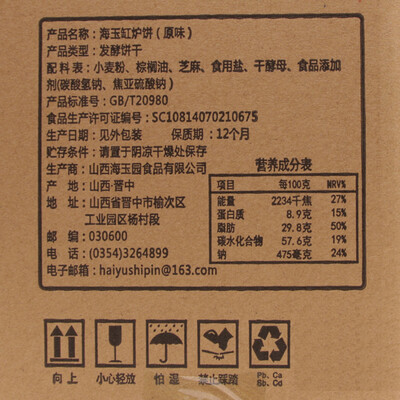 产品名称：海玉缸炉饼（原味）
产品类型：发酵饼干
配料表：小麦粉、棕榈油、芝麻、食用盐、干酵母、食品添加
剂(碳酸氢钠、焦亚硫酸钠)
产品标准号：GB/T20980
食品生产许可证编号：SC10814070210675
生产日期：见外包装 保质期：12个月
贮存条件：请置于阴凉干燥处保存
生产商：山西海玉园食品有限公司
产 地：山西·晋中
地 址：山西省晋中市榆次区
工业园区杨村段
邮 编：030600
电 话：(0354)3264899
电子邮箱：haiyushipin@163.com
营养成分表
项目 每100克 NRV%
能量 2234千焦 27%
蛋白质 8.9克 15%
脂肪 29.8克 50%
碳水化合物 57.6克 19%
钠 475毫克 24%
向上 小心轻放 怕湿 禁止踩踏 Pb、Ca
Sb、Cd